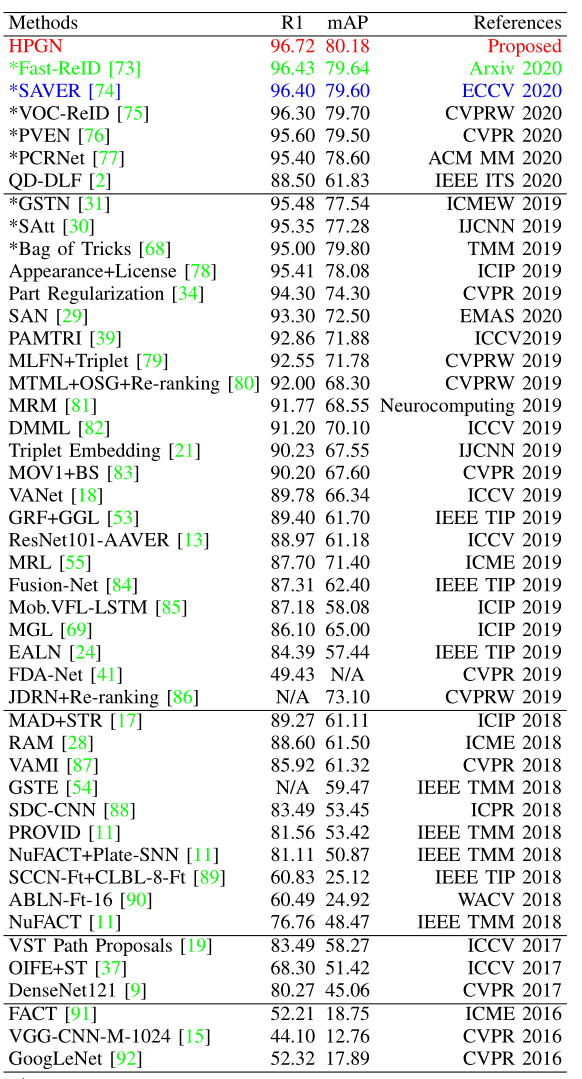 Methods R1 mAP References
HPGN 96.72 80.18 Proposed
*Fast-ReID [73] 96.43 79.64 Arxiv 2020
*SAVER [74] 96.40 79.60 ECCV 2020
*VOC-ReID [75] 96.30 79.70 CVPRW 2020
*PVEN [76] 95.60 79.50 CVPR 2020
*PCRNet [77] 95.40 78.60 ACM MM 2020
QD-DLF [2] 88.50 61.83 IEEE ITS 2020
*GSTN [31] 95.48 77.54 ICMEW 2019
*SAtt [30] 95.35 77.28 IJCNN 2019
*Bag of Tricks [68] 95.00 79.80 TMM 2019
Appearance+License [78] 95.41 78.08 ICIP 2019
Part Regularization [34] 94.30 74.30 CVPR 2019
SAN [29] 93.30 72.50 EMAS 2020
PAMTRI [39] 92.86 71.88 ICCV2019
MLFN+Triplet [79] 92.55 71.78 CVPRW 2019
MTML+OSG+Re-ranking [80] 92.00 68.30 CVPRW 2019
MRM [81] 91.77 68.55 Neurocomputing 2019
DMML [82] 91.20 70.10 ICCV 2019
Triplet Embedding [21] 90.23 67.55 IJCNN 2019
MOV1+BS [83] 90.20 67.60 CVPR 2019
VANet [18] 89.78 66.34 ICCV 2019
GRF+GGL [53] 89.40 61.70 IEEE TIP 2019
ResNet101-AAVER [13] 88.97 61.18 ICCV 2019
MRL [55] 87.70 71.40 ICME 2019
Fusion-Net [84] 87.31 62.40 IEEE TIP 2019
Mob.VFL-LSTM [85] 87.18 58.08 ICIP 2019
MGL [69] 86.10 65.00 ICIP 2019
EALN [24] 84.39 57.44 IEEE TIP 2019
FDA-Net [41] 49.43 N/A CVPR 2019
JDRN+Re-ranking [86] N/A 73.10 CVPRW 2019
MAD+STR [17] 89.27 61.11 ICIP 2018
RAM [28] 88.60 61.50 ICME 2018
VAMI [87] 85.92 61.32 CVPR 2018
GSTE [54] N/A 59.47 IEEE TMM 2018
SDC-CNN [88] 83.49 53.45 ICPR 2018
PROVID [11] 81.56 53.42 IEEE TMM 2018
NuFACT+Plate-SNN [11] 81.11 50.87 IEEE TMM 2018
SCCN-Ft+CLBL-8-Ft [89] 60.83 25.12 IEEE TIP 2018
ABLN-Ft-16 [90] 60.49 24.92 WACV 2018
NuFACT [11] 76.76 48.47 IEEE TMM 2018
VST Path Proposals [19] 83.49 58.27 ICCV 2017
OIFE+ST [37] 68.30 51.42 ICCV 2017
DenseNet121 [9] 80.27 45.06 CVPR 2017
FACT [91] 52.21 18.75 ICME 2016
VGG-CNN-M-1024 [15] 44.10 12.76 CVPR 2016
GoogLeNet [92] 52.32 17.89 CVPR 2016